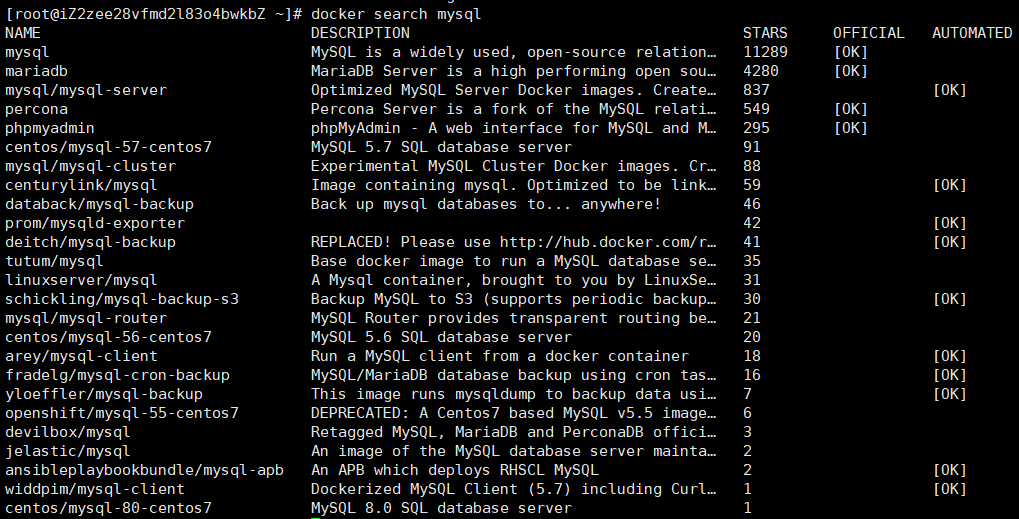 [root@iZ2zee28vfmd2l83o4bwkbZ ~]# docker search mysql
NAME DESCRIPTION STARS OFFICIAL AUTOMATED
mysql MySQL is a widely used, open-source relation… 11289 [OK]
mariadb MariaDB Server is a high performing open sou… 4280 [OK]
mysql/mysql-server Optimized MySQL Server Docker images. Create… 837 [OK]
percona Percona Server is a fork of the MySQL relati… 549 [OK]
phpmyadmin phpMyAdmin - A web interface for MySQL and M… 295 [OK]
centos/mysql-57-centos7 MySQL 5.7 SQL database server 91
mysql/mysql-cluster Experimental MySQL Cluster Docker images. Cr… 88
centurylink/mysql Image containing mysql. Optimized to be link… 59 [OK]
databack/mysql-backup Back up mysql databases to... anywhere! 46
prom/mysqld-exporter 42 [OK]
deitch/mysql-backup REPLACED! Please use http://hub.docker.com/r… 41 [OK]
tutum/mysql Base docker image to run a MySQL database se… 35
linuxserver/mysql A Mysql container, brought to you by LinuxSe… 31
schickling/mysql-backup-s3 Backup MySQL to S3 (supports periodic backup… 30 [OK]
mysql/mysql-router MySQL Router provides transparent routing be… 21
centos/mysql-56-centos7 MySQL 5.6 SQL database server 20
arey/mysql-client Run a MySQL client from a docker container 18 [OK]
fradelg/mysql-cron-backup MySQL/MariaDB database backup using cron tas… 16 [OK]
yloeffler/mysql-backup This image runs mysqldump to backup data usi… 7 [OK]
openshift/mysql-55-centos7 DEPRECATED: A Centos7 based MySQL v5.5 image… 6
devilbox/mysql Retagged MySQL, MariaDB and PerconaDB offici… 3
jelastic/mysql An image of the MySQL database server mainta… 2
ansibleplaybookbundle/mysql-apb An APB which deploys RHSCL MySQL 2 [OK]
widdpim/mysql-client Dockerized MySQL Client (5.7) including Curl… 1 [OK]
centos/mysql-80-centos7 MySQL 8.0 SQL database server 1